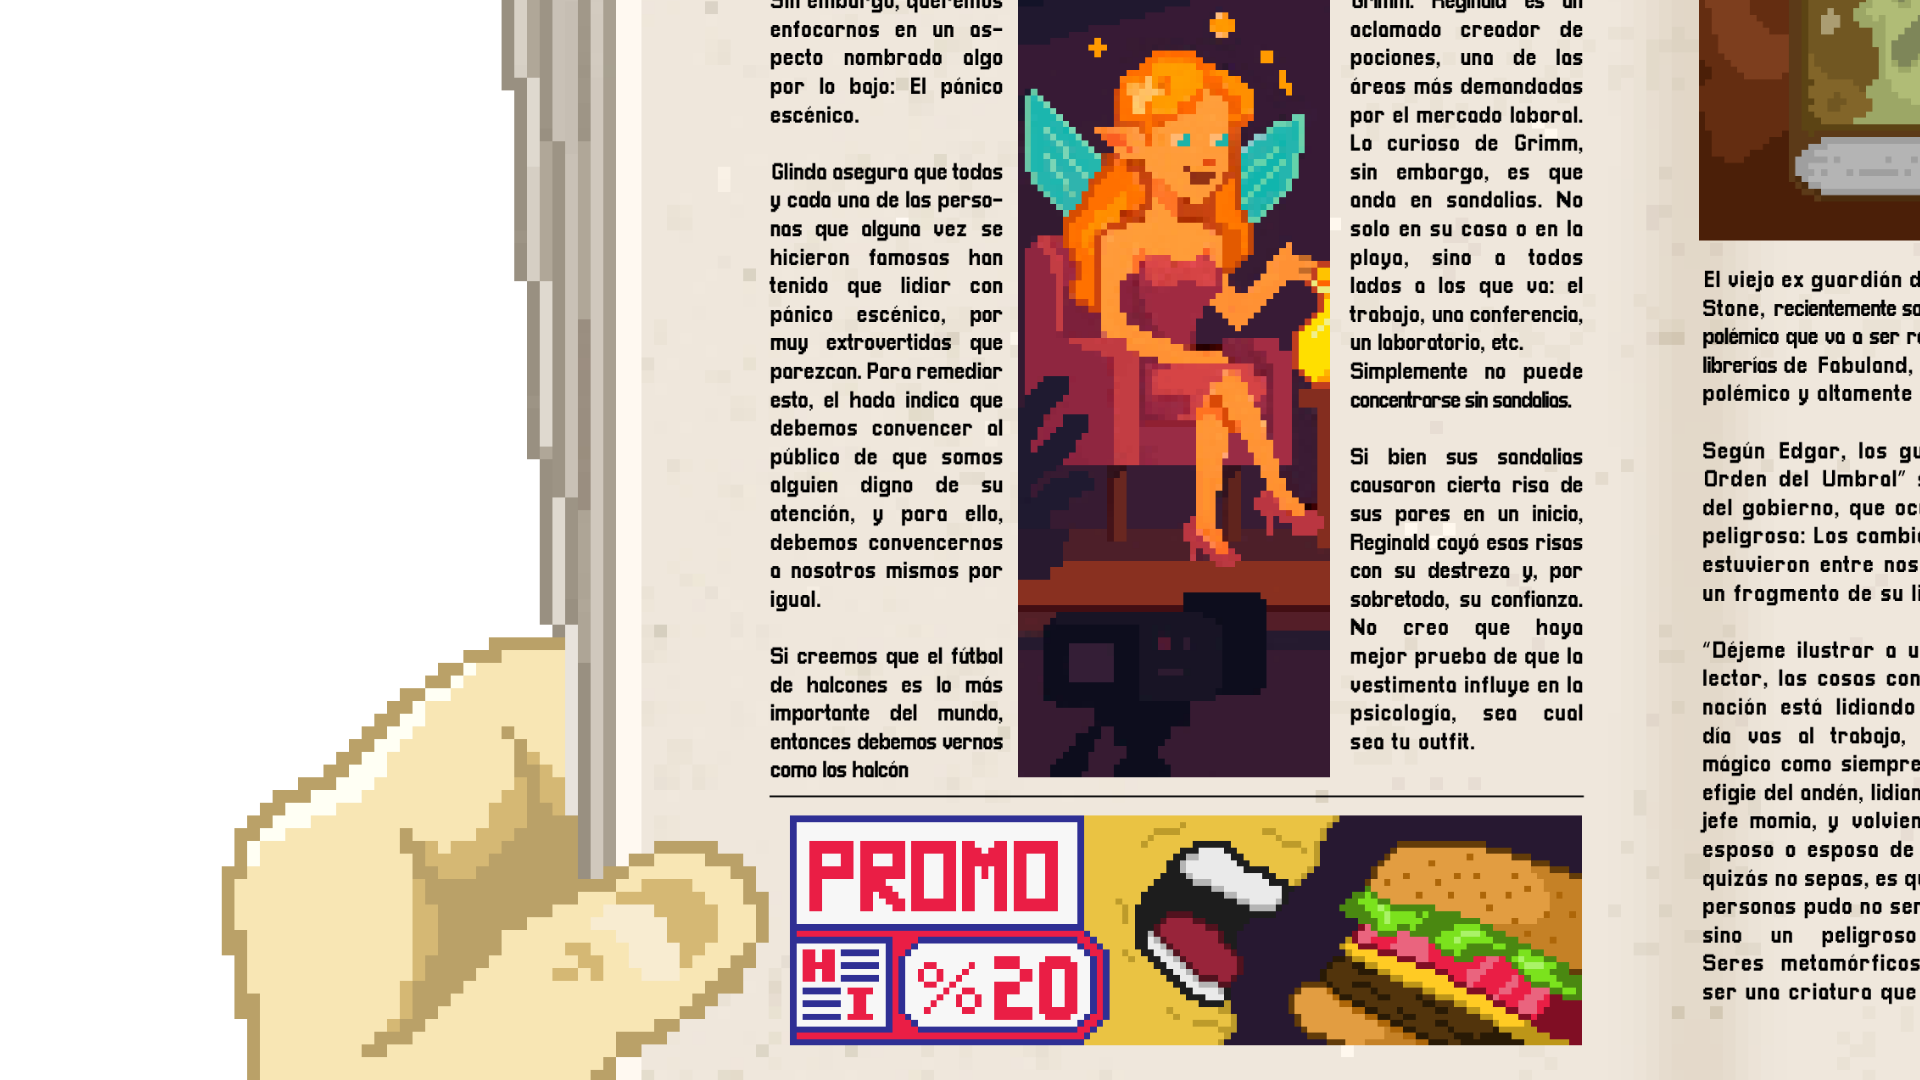 Sin embargo, queremos
enfocarnos en un as-
pecto nombrado algo
por lo bajo: El pánico
escénico.
Glinda asegura que todas
y cada una de las perso-
nas que alguna vez se
hicieron famosas han
tenido que lidiar con
pánico escénico, por
muy extrovertidas que
parezcan. Para remediar
esto, el hada indica que
debemos convencer al
público de que somos
alguien digno de su
atención, y para ello,
debemos convencernos
a nosotros mismos por
igual.
Si creemos que el fútbol
de halcones es lo más
importante del mundo,
entonces debemos vernos
como los halcón
Grimm. Reginald es un
aclamado creador de
pociones, una de las
áreas más demandadas
por el mercado laboral.
Lo curioso de Grimm,
sin embargo, es que
anda en sandalias. No
solo en su casa o en la
playa, sino a todos
lados a los que va: el
trabajo, una conferencia,
un laboratorio, etc.
Simplemente no puede
concentrarse sin sandalias.
Si bien sus sandalias
causaron cierta risa de
sus pares en un inicio,
Reginald cayó esas risas
con su destreza y, por
sobretodo, su confianza.
No creo que haya
mejor prueba de que la
vestimenta influye en la
psicología, sea cual
sea tu outfit.
PROMO
H
I
%20
El viejo ex guardián
Stone, recientemente
polémico que va a ser
librerías de Fabuland,
polémico y altamente
Según Edgar, los
Orden del Umbral"
del gobierno, que
peligrosa: Los
estuvieron entre
un fragmento de su
"Déjeme ilustrar a
lector, las cosas
nación está lidiando
día vas al trabajo,
mágico como siempre
efigie del andén,
jefe momia, y
esposo o esposa de
quizás no sepas, es
personas pudo no ser
sino un peligroso
Seres metamórficos
ser una criatura que